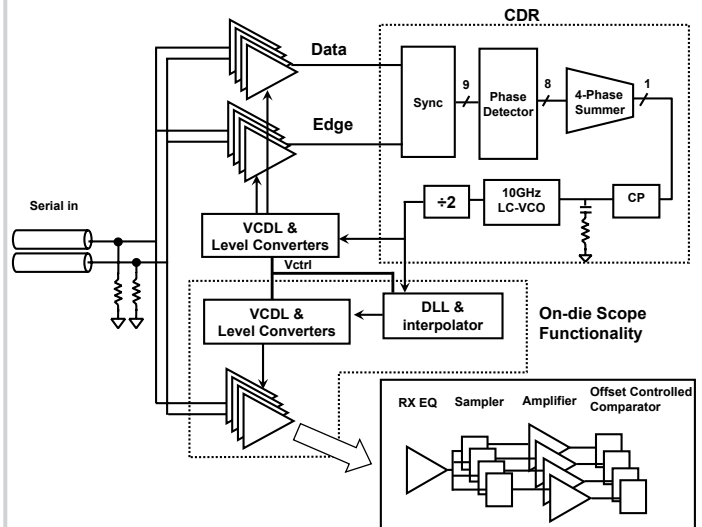 CDR
Data
Edge
Sync
9
Phase
Detector
8
4-Phase
Summer
1
÷2
10GHz
LC-VCO
CP
Serial in
VCDL &
Level Converters
Vctrl
VCDL &
Level Converters
DLL &
interpolator
On-die Scope
Functionality
RX EQ
Sampler
Amplifier
Offset Controlled
Comparator